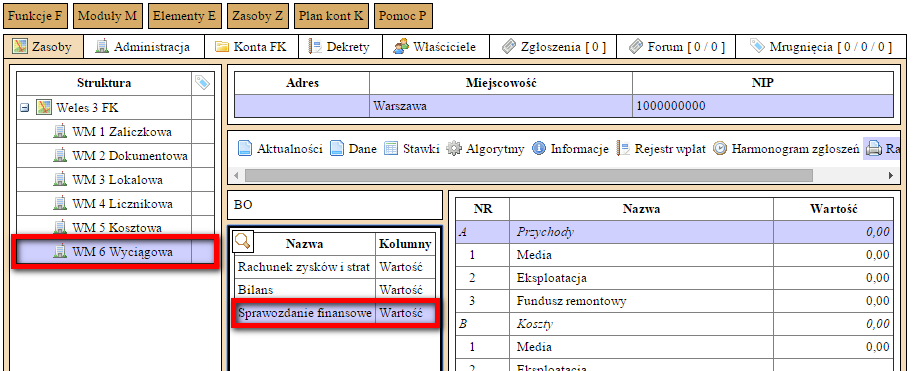 Funkcje F Moduły M Elementy E Zasoby Z Plan kont K Pomoc P
Zasoby Administracja Konta FK Dekrety Właściciele Zgłoszenia [ 0 ] Forum [ 0 / 0 ] Mrugnięcia [ 0 / 0 / 0 ]
Struktura
Weles 3 FK
WM 1 Zaliczkowa
WM 2 Dokumentowa
WM 3 Lokalowa
WM 4 Licznikowa
WM 5 Kosztowa
WM 6 Wyciągowa
Adres Miejscowość NIP
Warszawa 1000000000
Aktualności Dane Stawki Algorytmy Informacje Rejestr wpłat Harmonogram zgłoszeń Ra
BO
Nazwa Kolumny
Rachunek zysków i strat Wartość
Bilans Wartość
Sprawozdanie finansowe Wartość
NR Nazwa Wartość
A Przychody 0,00
1 Media 0,00
2 Eksploatacja 0,00
3 Fundusz remontowy 0,00
B Koszty 0,00
1 Media 0,00
2 Eksploatacja 0,00